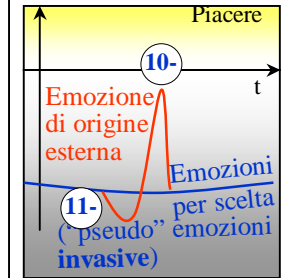 Piacere
10-
t
Emozione
di origine
esterna
Emozioni
per scelta
11-
("pseudo" emozioni
invasive)